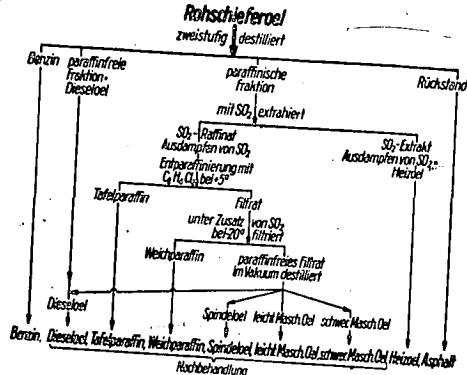 Rohschieferoel
zweistufig destilliert
Benzin
paraffinfreie
Fraktion=
Dieseloel
paraffinische
Fraktion
Rückstand
mit SO2 extrahiert
SO2-Raffinat
Ausdampfen von SO2
SO2-Extrakt
Ausdampfen von SO2=
Heizoel
Entparaffinierung mit
bei +5°
Tafelparaffin
Filtrat
unter Zusatz von SO2
bei -20° filtriert
Weichparaffin
paraffinfreies Filtrat
im Vakuum destilliert
Dieseloel
Spindeloel leicht Masch.Oel schwer. Masch.Oel
Benzin, Dieseloel, Tafelparaffin, Weichparaffin, Spindeloel, leicht Masch.Oel, schwer. Masch.Oel, Heizoel, Asphalt
Nachbehandlung